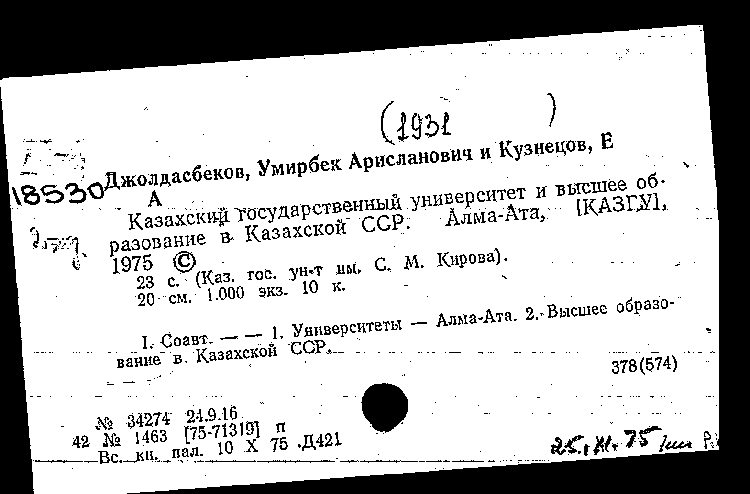 (1931 )
18530 Джолдасбеков, Умирбек Арисланович и Кузнецов, Е
А
Казахский государственный университет и высшее об-
разование в Казахской ССР. Алма-Ата, [КАЗГУ],
1975 ©
23 с. (Каз. гос. ун-т им. С. М. Кирова).
20 см. 1.000 экз. 10 к.
I. Соавт. — — 1. Университеты — Алма-Ата. 2. Высшее образо-
вание в Казахской ССР.
378(574)
№ 34274 24.9.16
42 № 1463 [75-71319] п
Вс. кн. пал. 10 X 75 Д421
25.XI.75